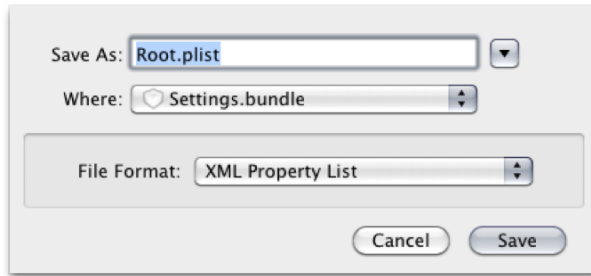 Save As: Root.plist
Where: Settings.bundle
File Format: XML Property List
Cancel Save